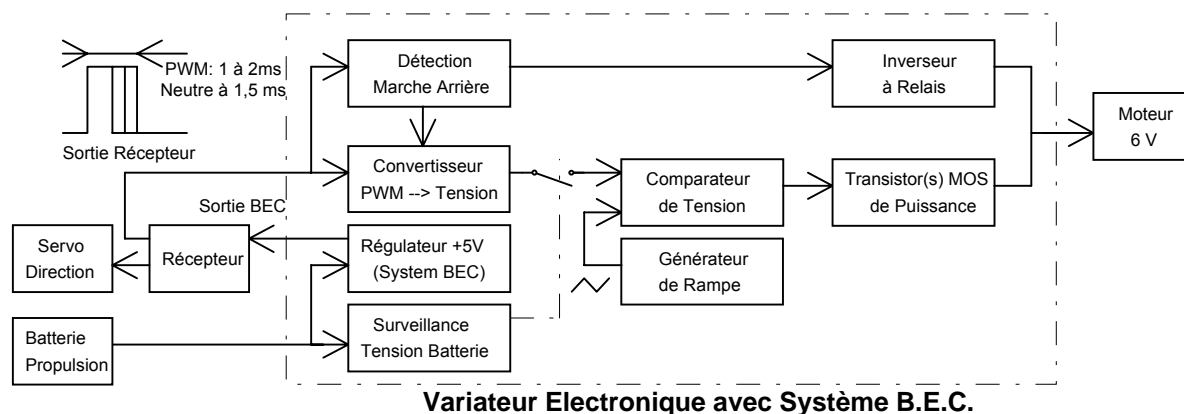 PWM: 1 à 2ms
Neutre à 1,5 ms
Sortie Récepteur
Détection
Marche Arrière
Inverseur
à Relais
Moteur
6 V
Convertisseur
PWM --> Tension
Comparateur
de Tension
Transistor(s) MOS
de Puissance
Sortie BEC
Servo
Direction
Récepteur
Régulateur +5V
(System BEC)
Générateur
de Rampe
Batterie
Propulsion
Surveillance
Tension Batterie
Variateur Electronique avec Système B.E.C.